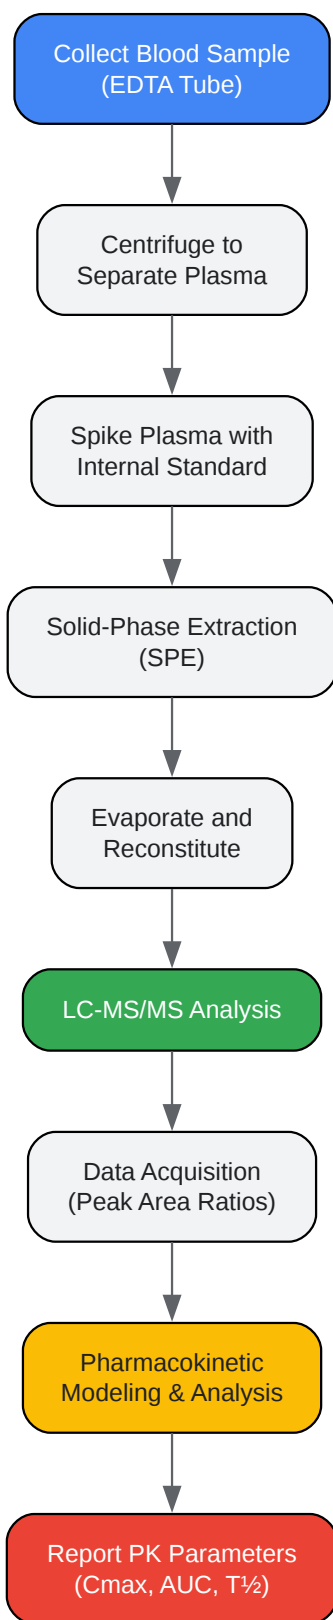 Collect Blood Sample
(EDTA Tube)
Centrifuge to
Separate Plasma
Spike Plasma with
Internal Standard
Solid-Phase Extraction
(SPE)
Evaporate and
Reconstitute
LC-MS/MS Analysis
Data Acquisition
(Peak Area Ratios)
Pharmacokinetic
Modeling & Analysis
Report PK Parameters
(Cmax, AUC, T½)